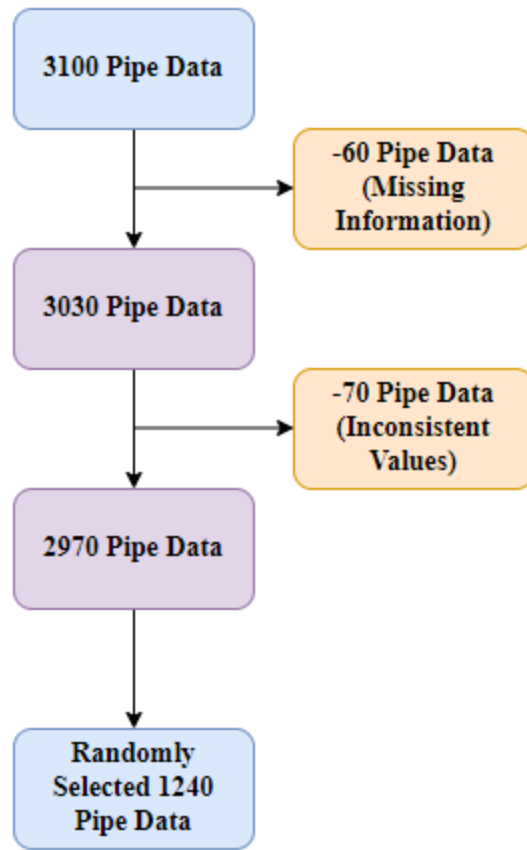 3100 Pipe Data
-60 Pipe Data
(Missing
Information)
3030 Pipe Data
-70 Pipe Data
(Inconsistent
Values)
2970 Pipe Data
Randomly
Selected 1240
Pipe Data